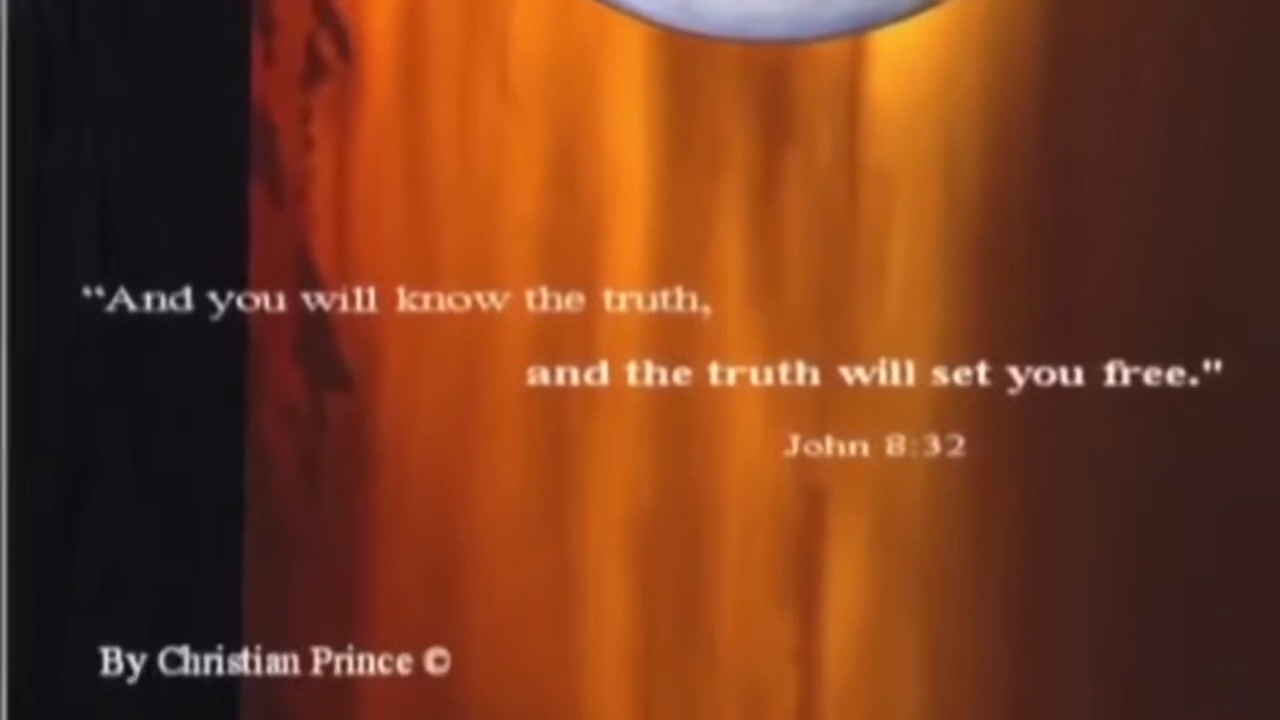 “And you will know the truth,
and the truth will set you free."
John 8:32
By Christian Prince ©